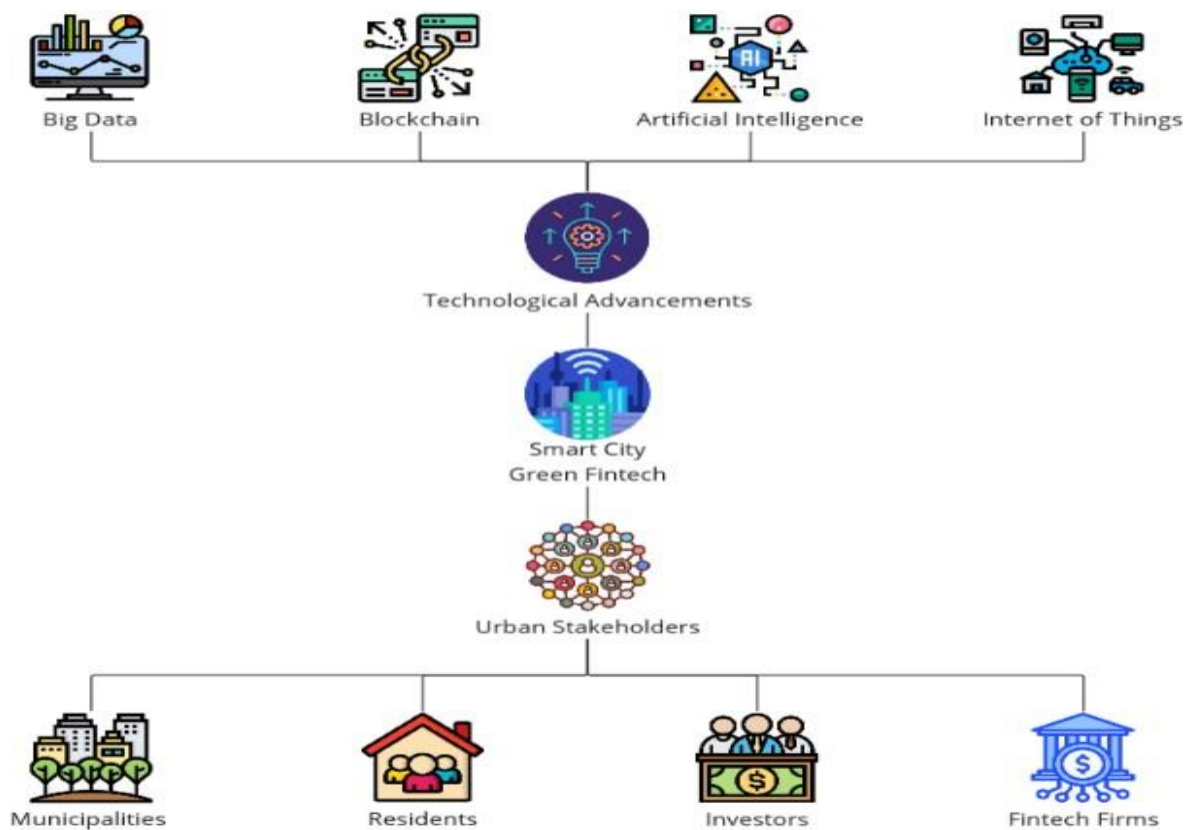 Big Data
Blockchain
Artificial Intelligence
Internet of Things
Technological Advancements
Smart City
Green Fintech
Urban Stakeholders
Municipalities
Residents
Investors
Fintech Firms
AI
$
$